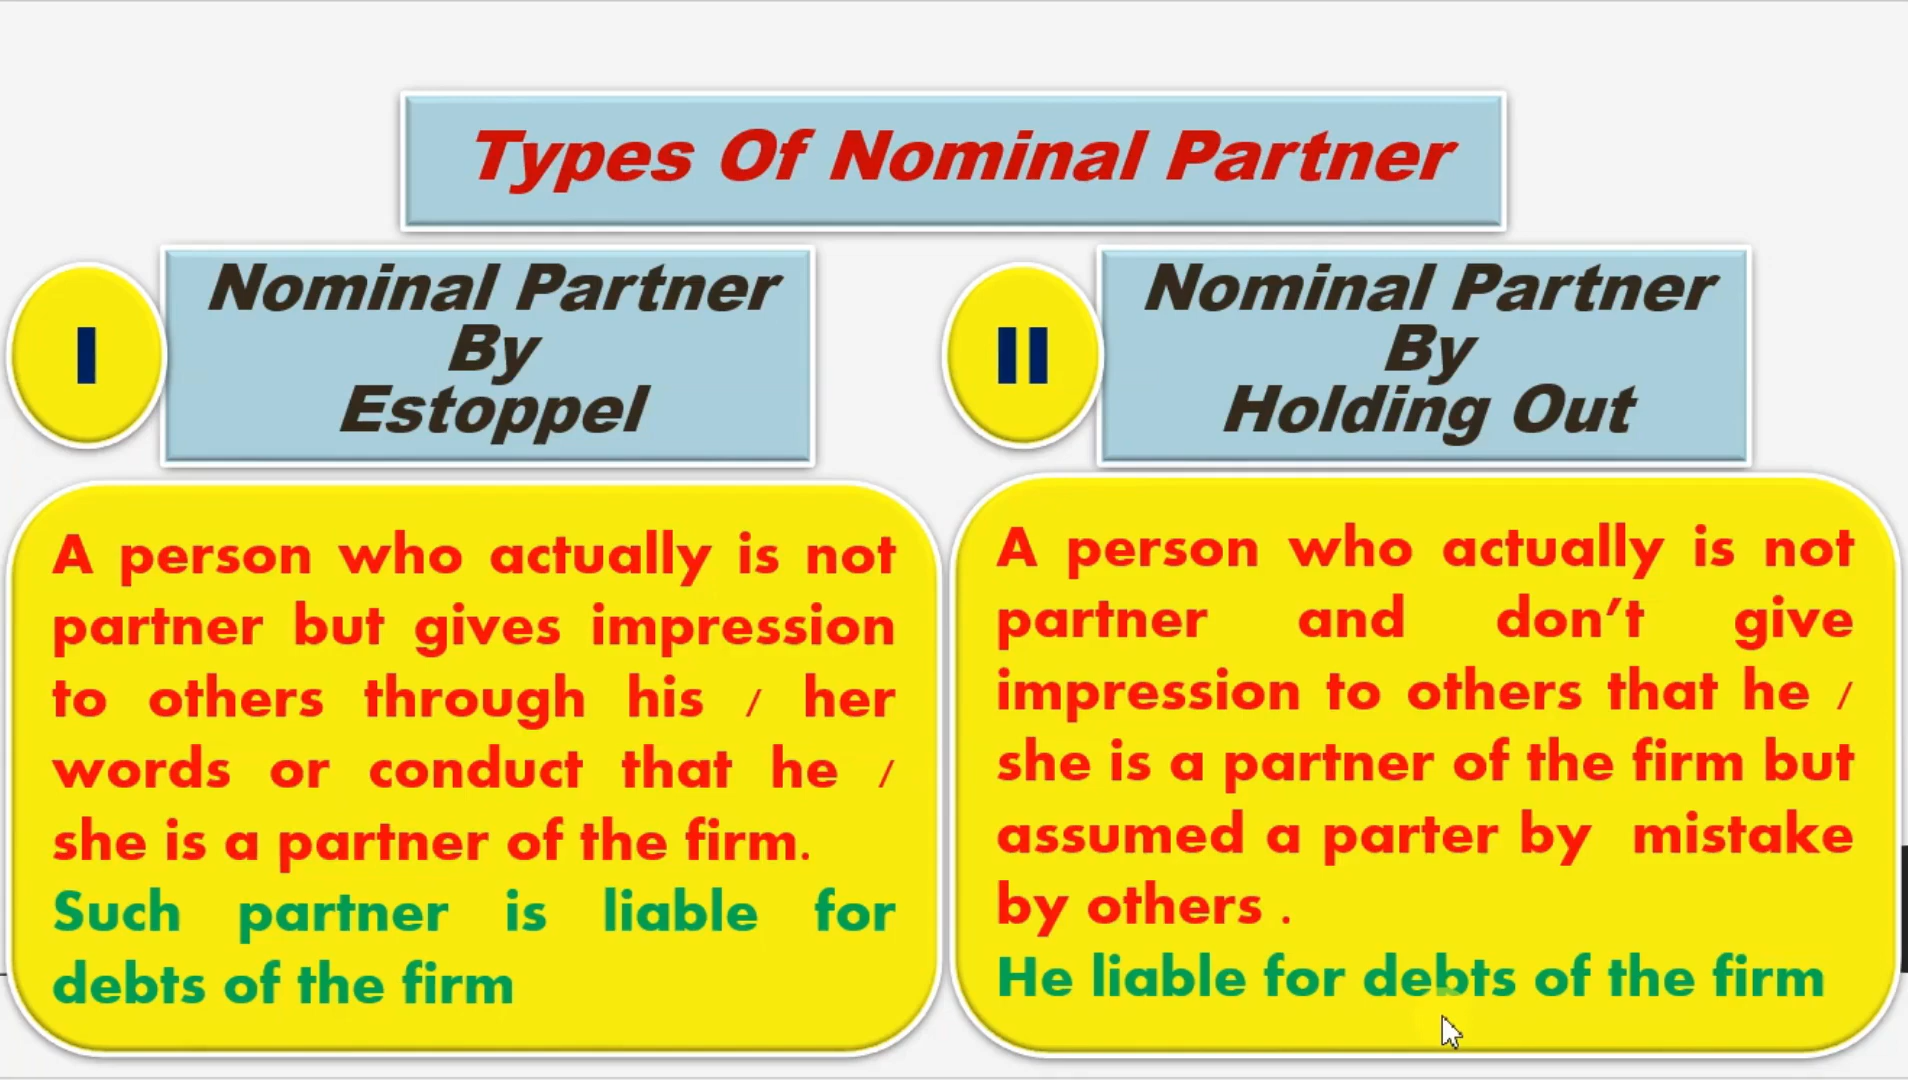 Types Of Nominal Partner
I
Nominal Partner
By
Estoppel
A person who actually is not
partner but gives impression
to others through his / her
words or conduct that he /
she is a partner of the firm.
Such partner is liable for
debts of the firm
II
Nominal Partner
By
Holding Out
A person who actually is not
partner and don’t give
impression to others that he /
she is a partner of the firm but
assumed a parter by mistake
by others .
He liable for debts of the firm